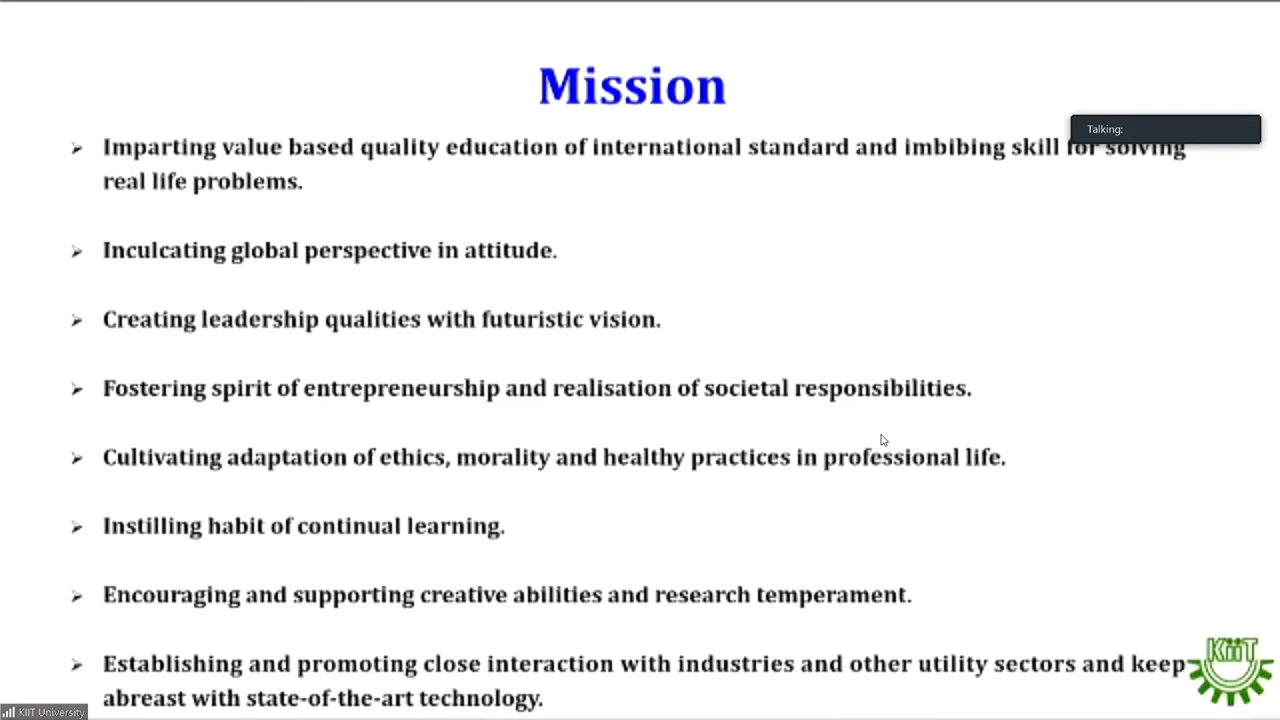 Mission
Talking:
➢ Imparting value based quality education of international standard and imbibing skill for solving
real life problems.
➢ Inculcating global perspective in attitude.
➢ Creating leadership qualities with futuristic vision.
➢ Fostering spirit of entrepreneurship and realisation of societal responsibilities.
➢ Cultivating adaptation of ethics, morality and healthy practices in professional life.
➢ Instilling habit of continual learning.
➢ Encouraging and supporting creative abilities and research temperament.
➢ Establishing and promoting close interaction with industries and other utility sectors and keep
abreast with state-of-the-art technology.
KiiT
KIIT University